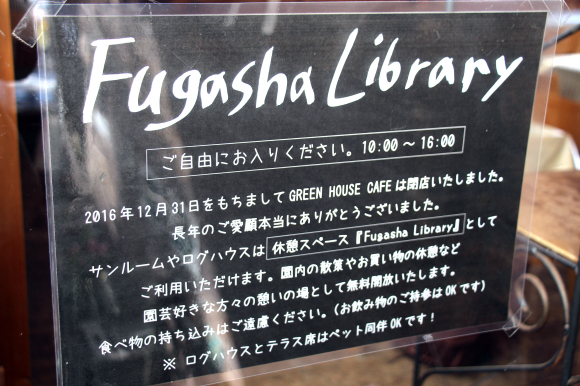 Fugasha Library
ご自由にお入りください。10:00～16:00
2016年12月31日をもちましてGREEN HOUSE CAFEは閉店いたしました。
長年のご愛顧本当にありがとうございました。
サンルームやログハウスは休憩スペース『Fugasha Library』として
ご利用いただけます。園内の散策やお買い物の休憩など
園芸好きな方々の憩いの場として無料開放いたします。
食べ物の持ち込みはご遠慮ください。(お飲み物のご持参はOKです)
※ ログハウスとテラス席はペット同伴OKです！